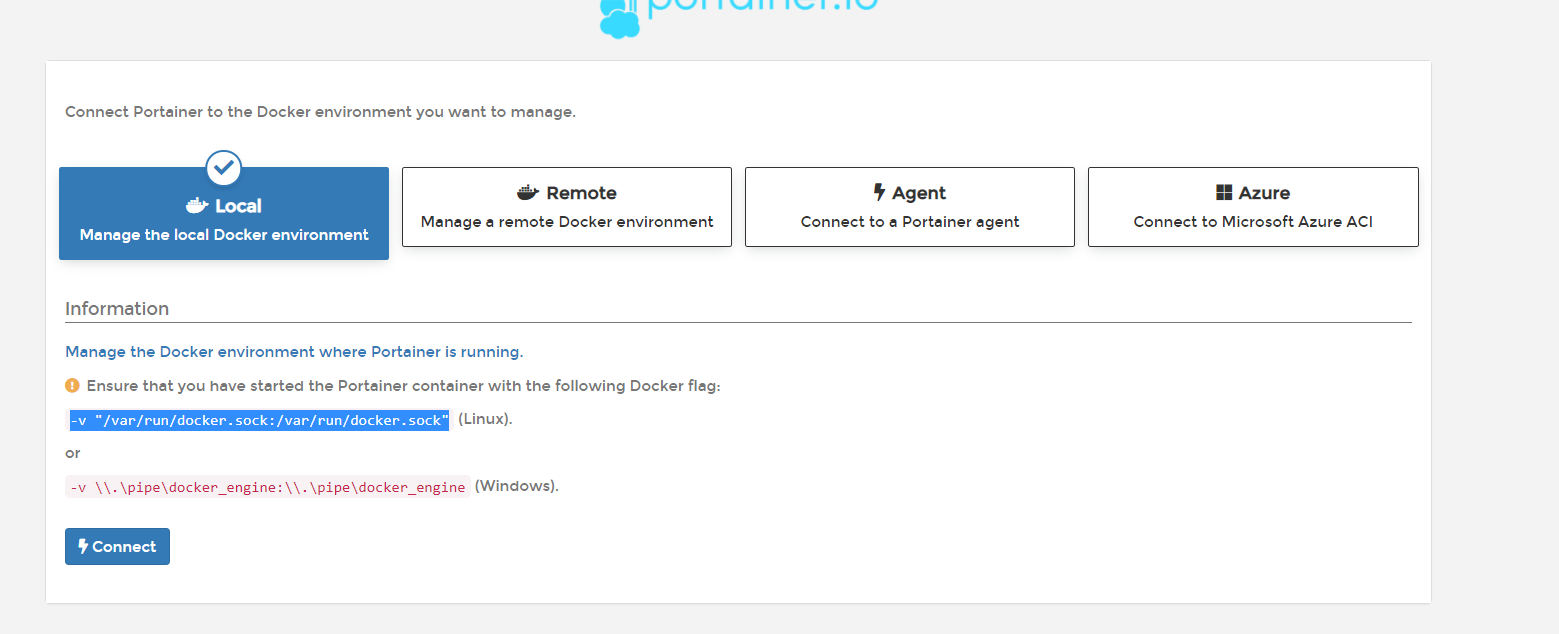 portainer.io
Connect Portainer to the Docker environment you want to manage.
Local
Manage the local Docker environment
Remote
Manage a remote Docker environment
Agent
Connect to a Portainer agent
Azure
Connect to Microsoft Azure ACI
Information
Manage the Docker environment where Portainer is running.
Ensure that you have started the Portainer container with the following Docker flag:
-v "/var/run/docker.sock:/var/run/docker.sock" (Linux).
or
-v \\.\pipe\docker_engine:\\.\pipe\docker_engine (Windows).
Connect